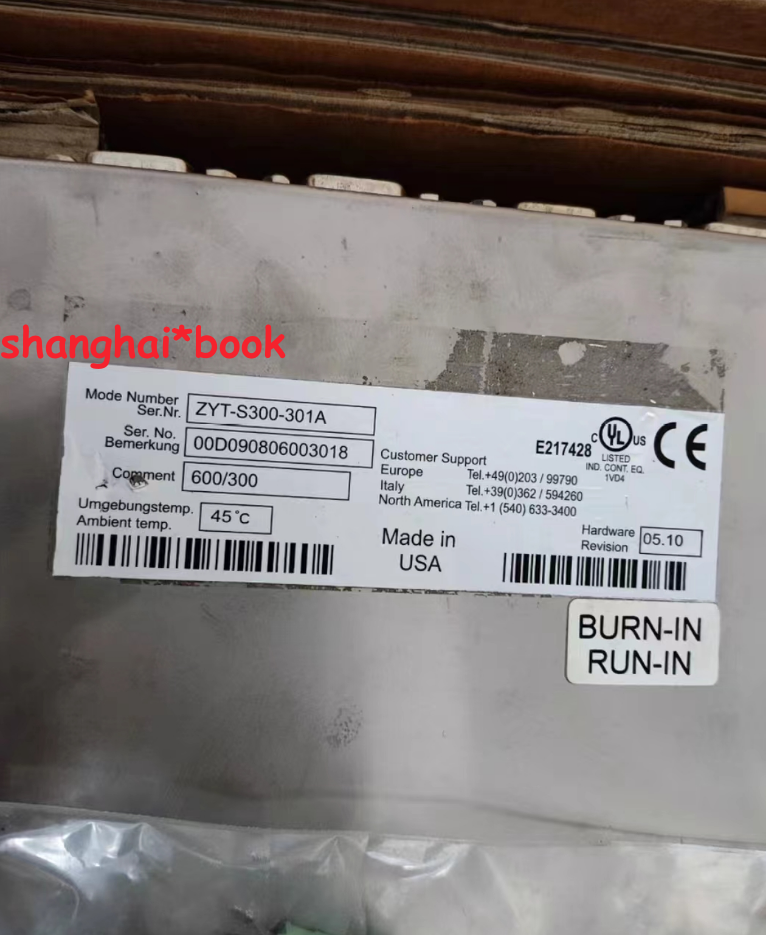 shanghai*book
Mode Number
Ser.Nr.
ZYT-S300-301A
Ser. No.
Bemerkung
00D090806003018
Comment
600/300
Umgebungstemp.
Ambient temp.
45°C
Customer Support
Europe Tel.+49(0)203 / 99790
Italy Tel.+39(0)362 / 594260
North America Tel.+1 (540) 633-3400
Made in
USA
E217428
C UL US
LISTED
IND. CONT. EQ.
1VD4
CE
Hardware
Revision
05.10
BURN-IN
RUN-IN